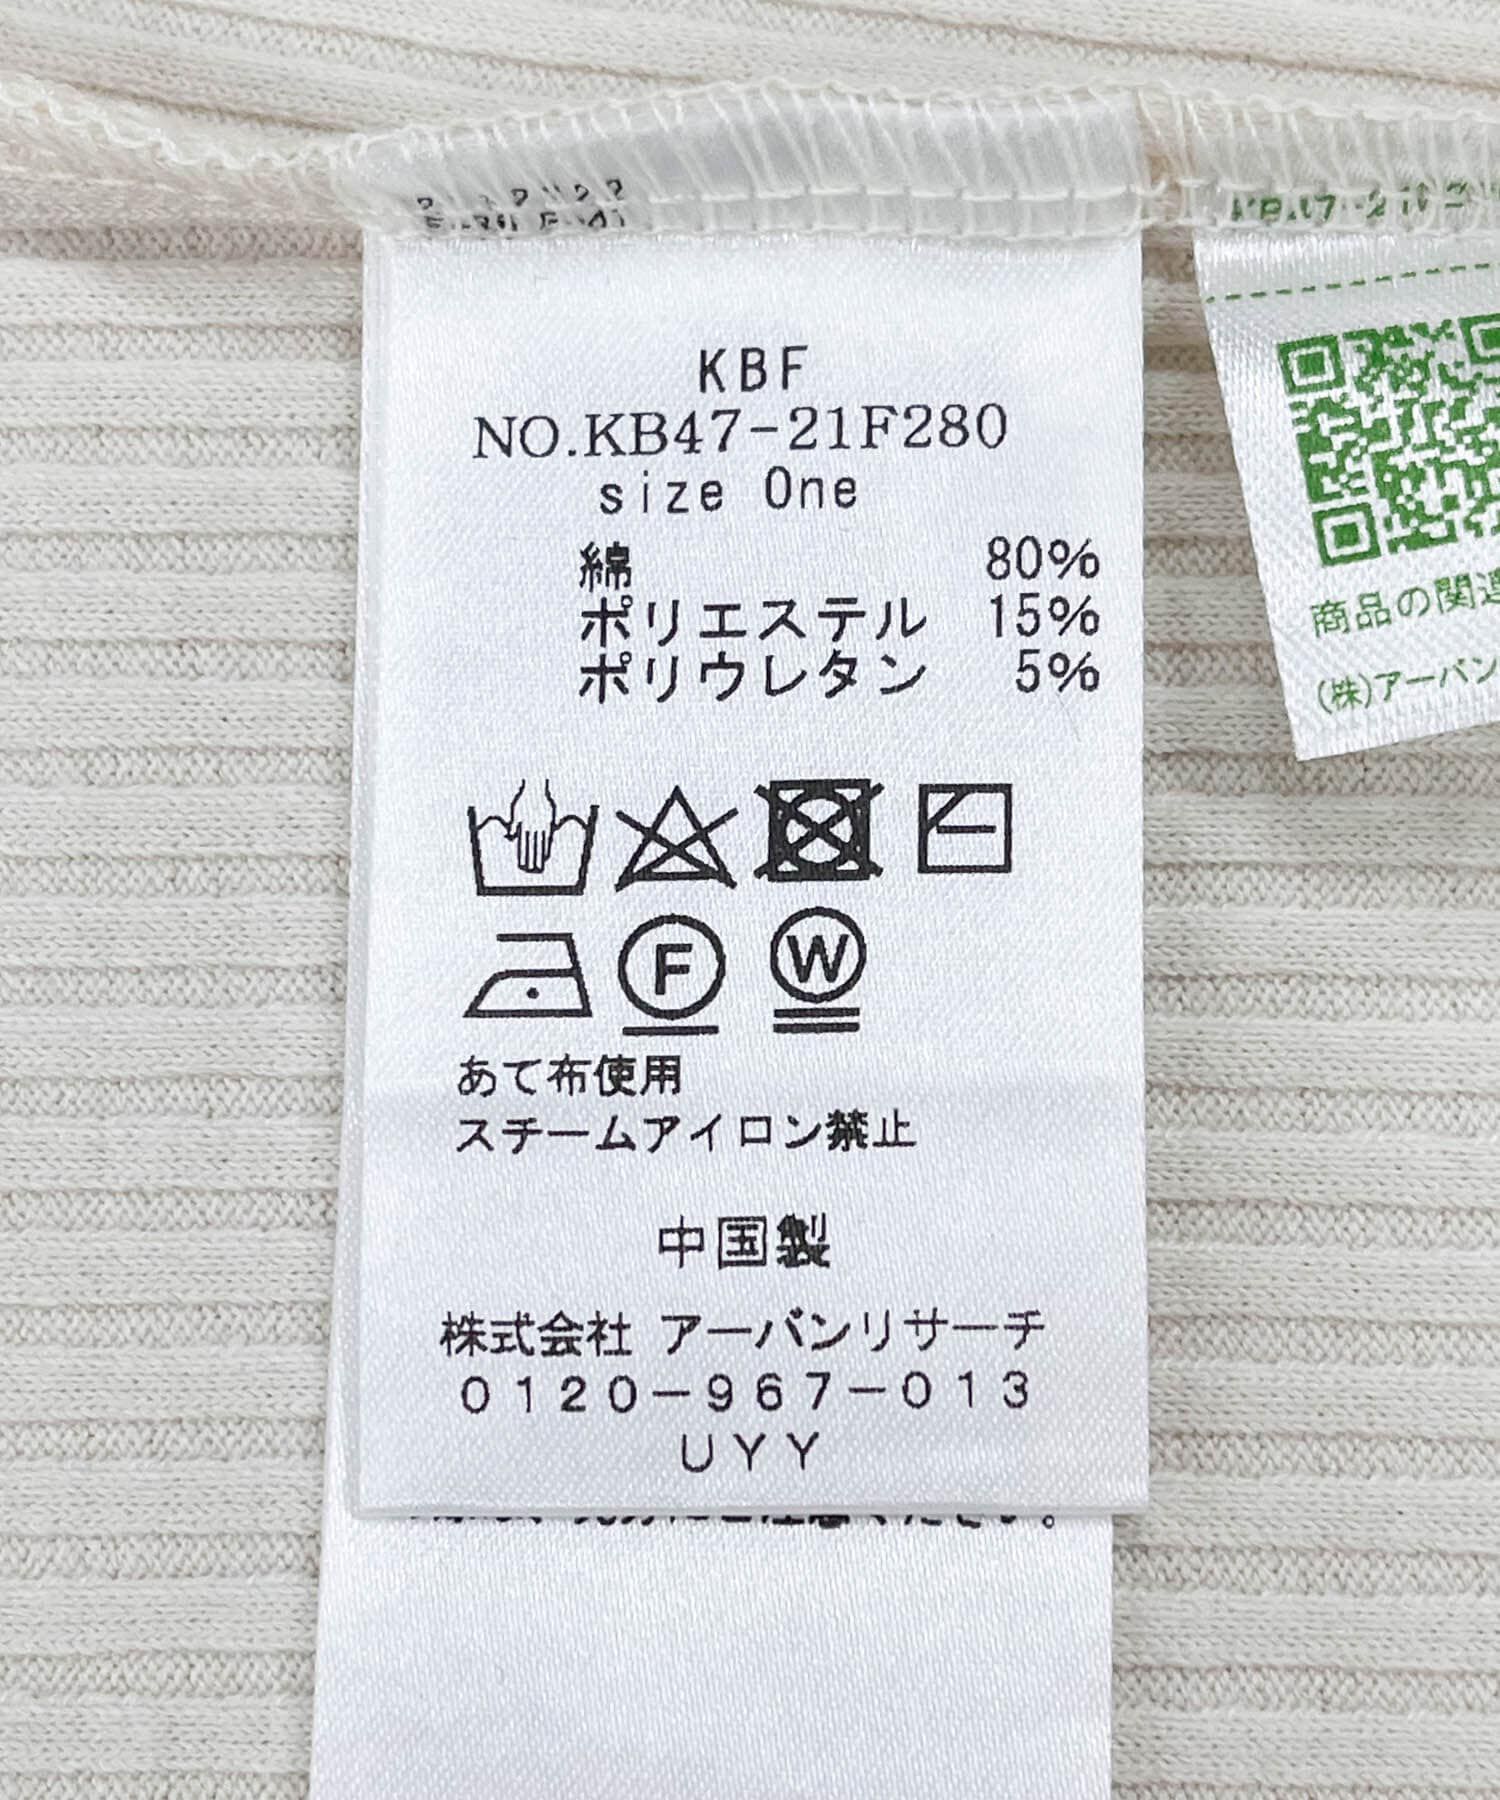 KBF
NO.KB47-21F280
size One
綿 80%
ポリエステル 15%
ポリウレタン 5%
F W
あて布使用
スチームアイロン禁止
中国製
株式会社 アーバンリサーチ
0120-967-013
UYY
商品の関連
(株)アーバン